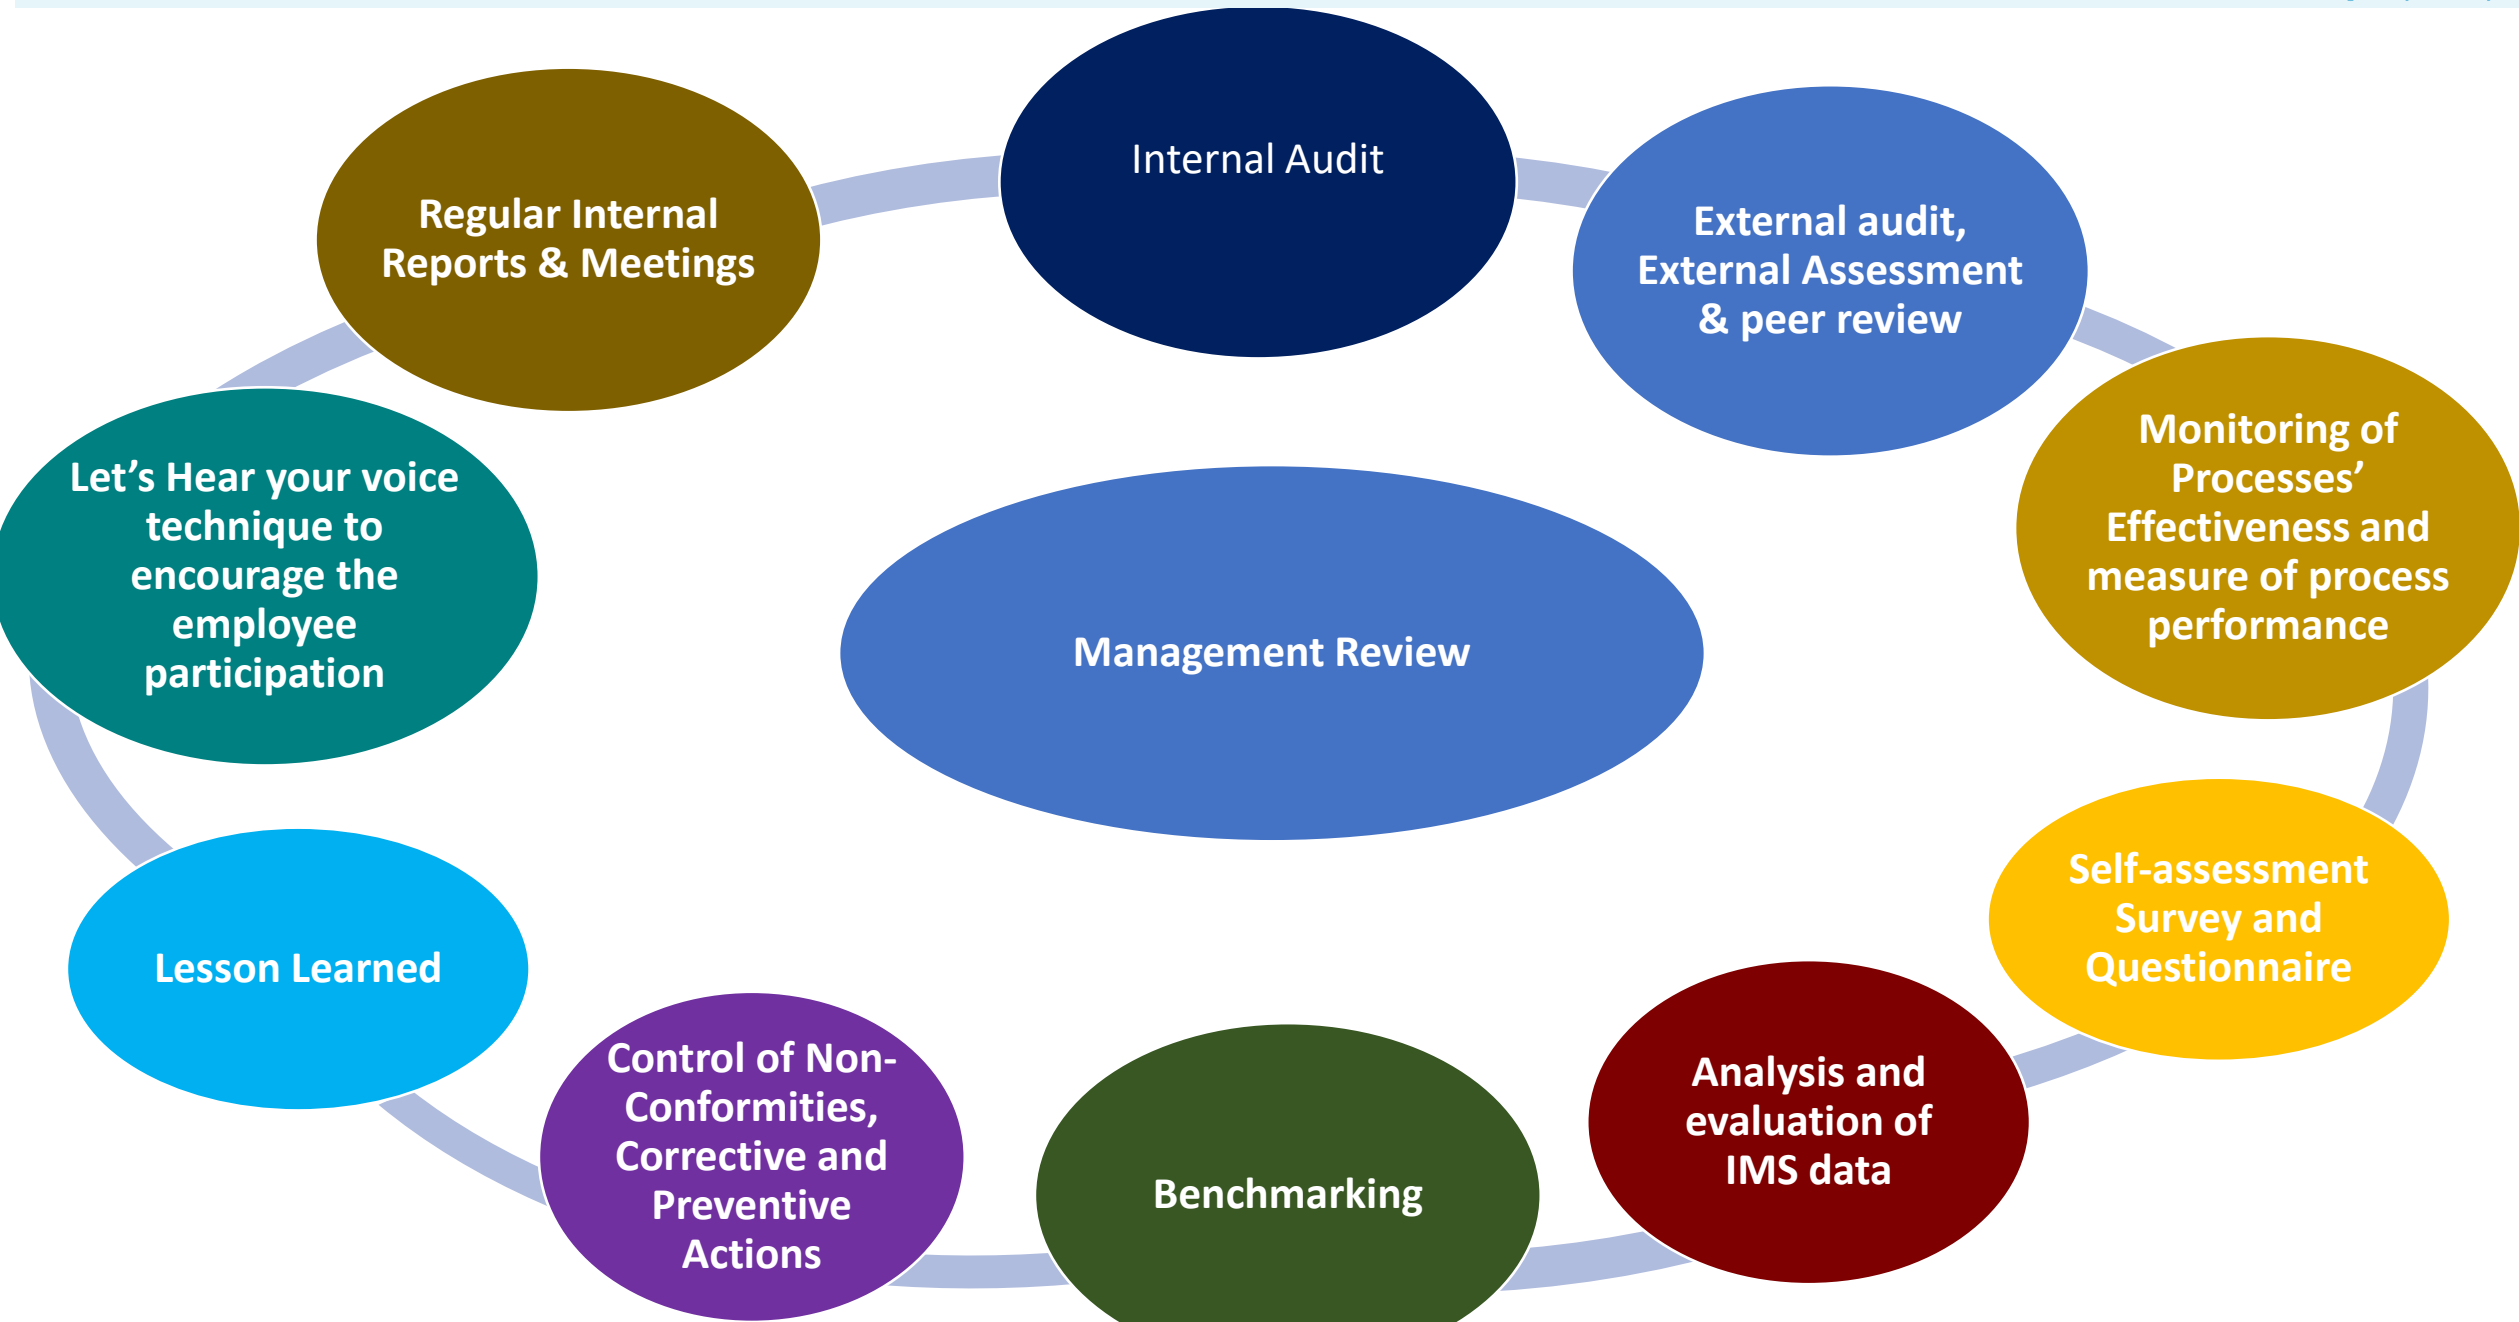 Internal Audit
External audit,
External Assessment
& peer review
Monitoring of
Processes’
Effectiveness and
measure of process
performance
Self-assessment
Survey and
Questionnaire
Analysis and
evaluation of
IMS data
Benchmarking
Control of Non-
Conformities,
Corrective and
Preventive
Actions
Lesson Learned
Let’s Hear your voice
technique to
encourage the
employee
participation
Regular Internal
Reports & Meetings
Management Review